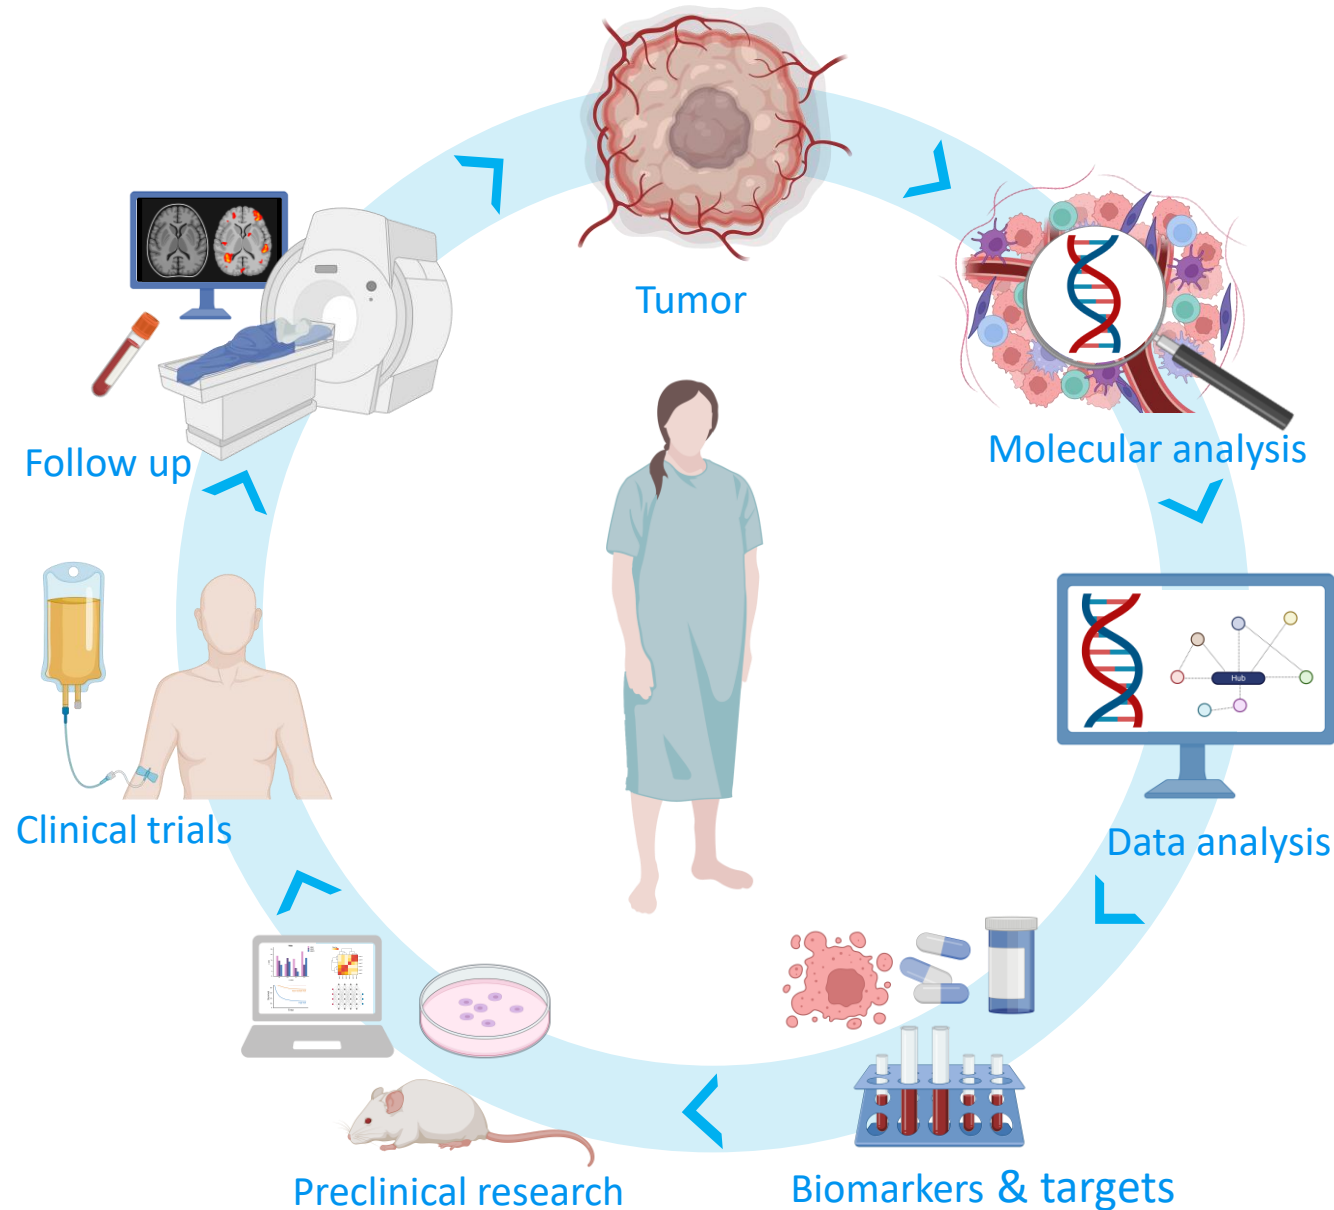 Tumor
Molecular analysis
Hub
Data analysis
Biomarkers & targets
Preclinical research
Clinical trials
Follow up